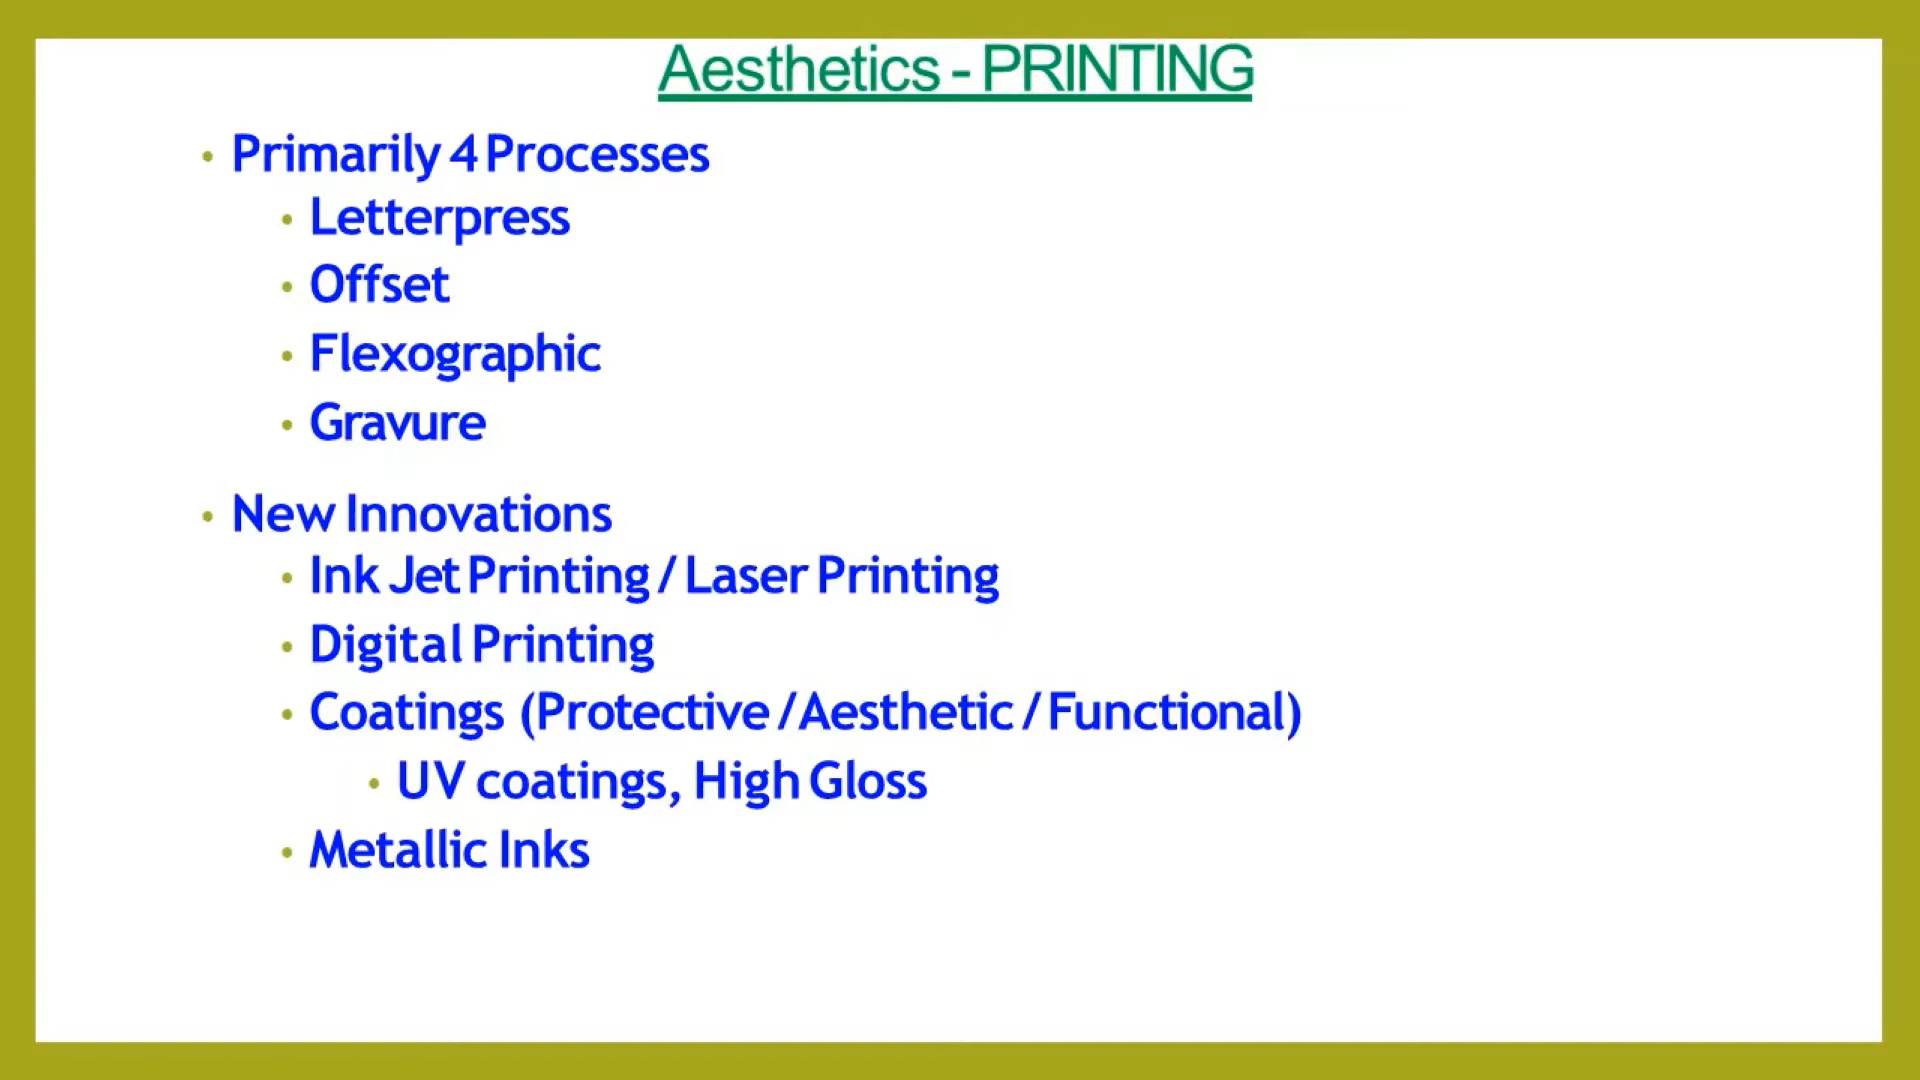 Aesthetics - PRINTING
• Primarily 4 Processes
• Letterpress
• Offset
• Flexographic
• Gravure
• New Innovations
• Ink Jet Printing / Laser Printing
• Digital Printing
• Coatings (Protective / Aesthetic / Functional)
• UV coatings, High Gloss
• Metallic Inks